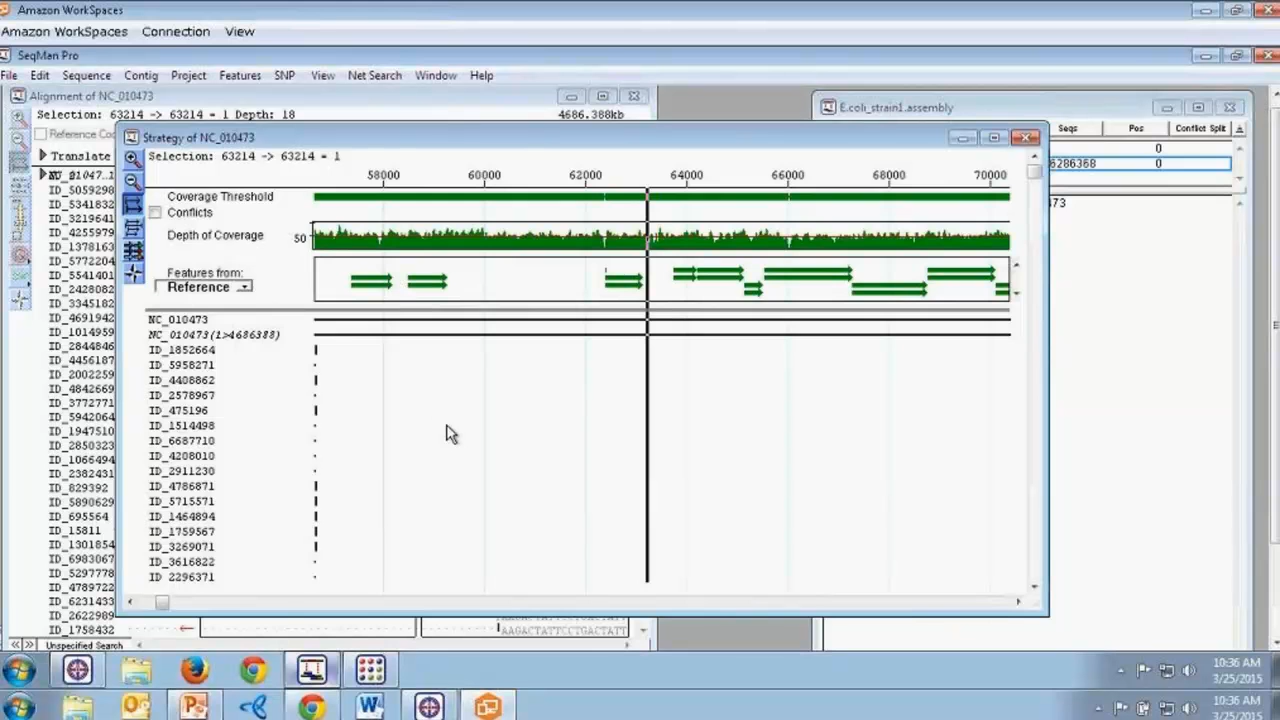 Amazon WorkSpaces
Amazon WorkSpaces Connection View
SeqMan Pro
File Edit Sequence Contig Project Features SNP View Net Search Window Help
Alignment of NC_010473
Selection: 63214 -> 63214 = 1 Depth: 18 4686.388kb
Reference Co
Translate
ID_5059298
ID_5341832
ID_3219641
ID_4255979
ID_1378163
ID_5772204
ID_5541401
ID_2428082
ID_3345182
ID_4691942
ID_1014959
ID_2844846
ID_4456187
ID_2002259
ID_4842669
ID_3772771
ID_5942064
ID_1947510
ID_2850323
ID_1066494
ID_2382431
ID_829392
ID_5890629
ID_695564
ID_15811
ID_1301854
ID_6983067
ID_5297778
ID_4789722
ID_6231433
ID_2622989
ID_1758432
AAGACTATTCCTGACTATT
Unspecified Search
Strategy of NC_010473
Selection: 63214 -> 63214 = 1
58000 60000 62000 64000 66000 68000 70000
Coverage Threshold
Conflicts
Depth of Coverage 50
Features from:
Reference
NC_010473
NC_010473(1>4686388)
ID_1852664
ID_5958271
ID_4408862
ID_2578967
ID_475196
ID_1514498
ID_6687710
ID_4208010
ID_2911230
ID_4786871
ID_5715571
ID_1464894
ID_1759567
ID_3269071
ID_3616822
ID_2296371
E.coli_strain1.assembly
Seqs Pos Conflict Split
0
6286368 0
73
10:36 AM
3/25/2015
10:36 AM
3/25/2015